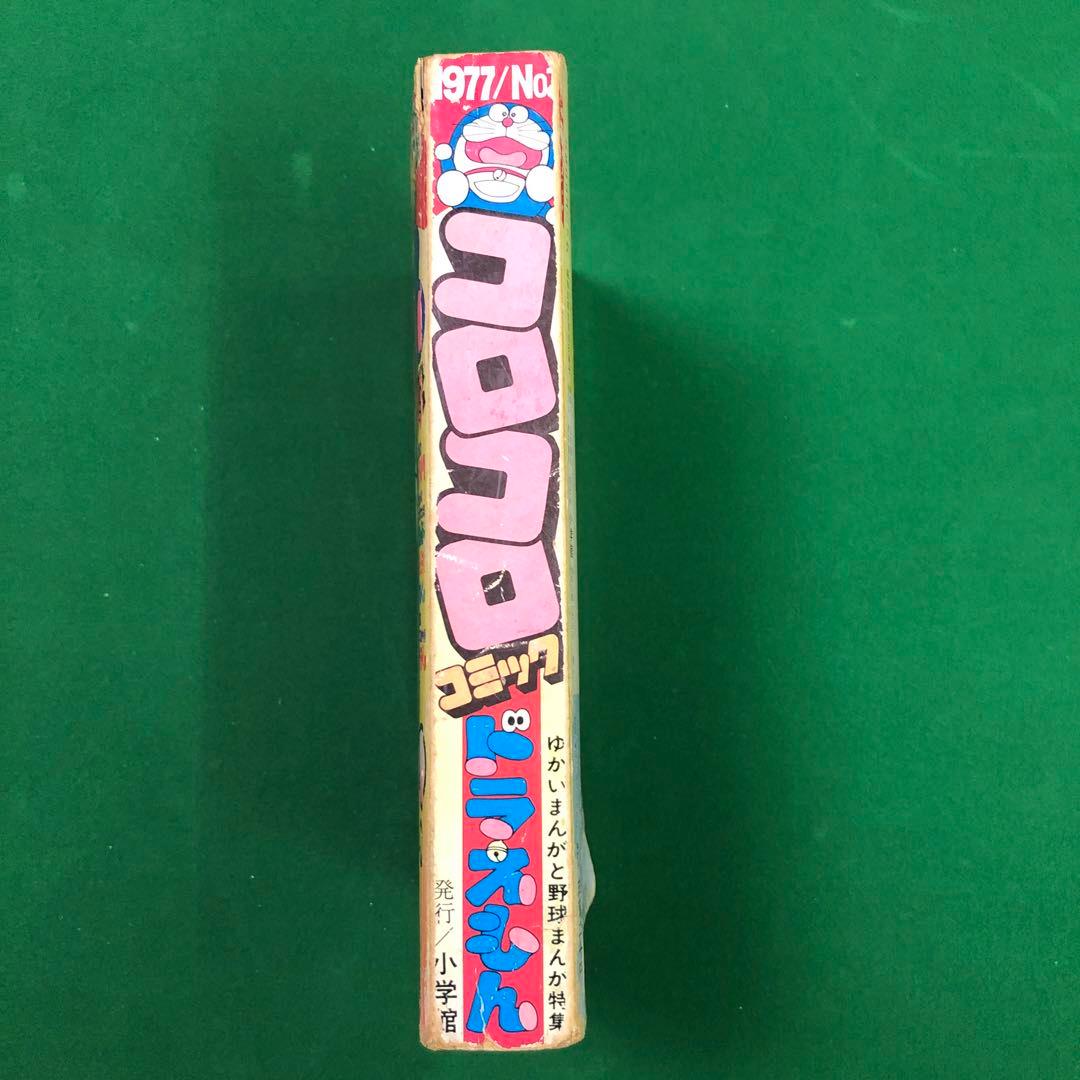 1977/No
コロコロ
コミック
ドラえもん
ゆかいまんがと野球まんが特集
発行/小学館